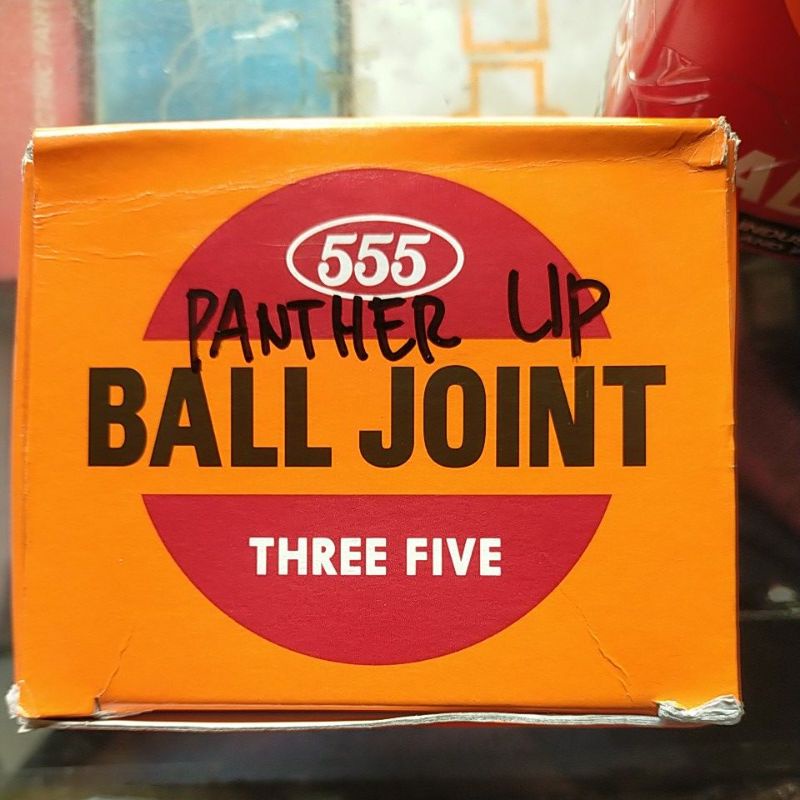 555
PANTHER UP
BALL JOINT
THREE FIVE